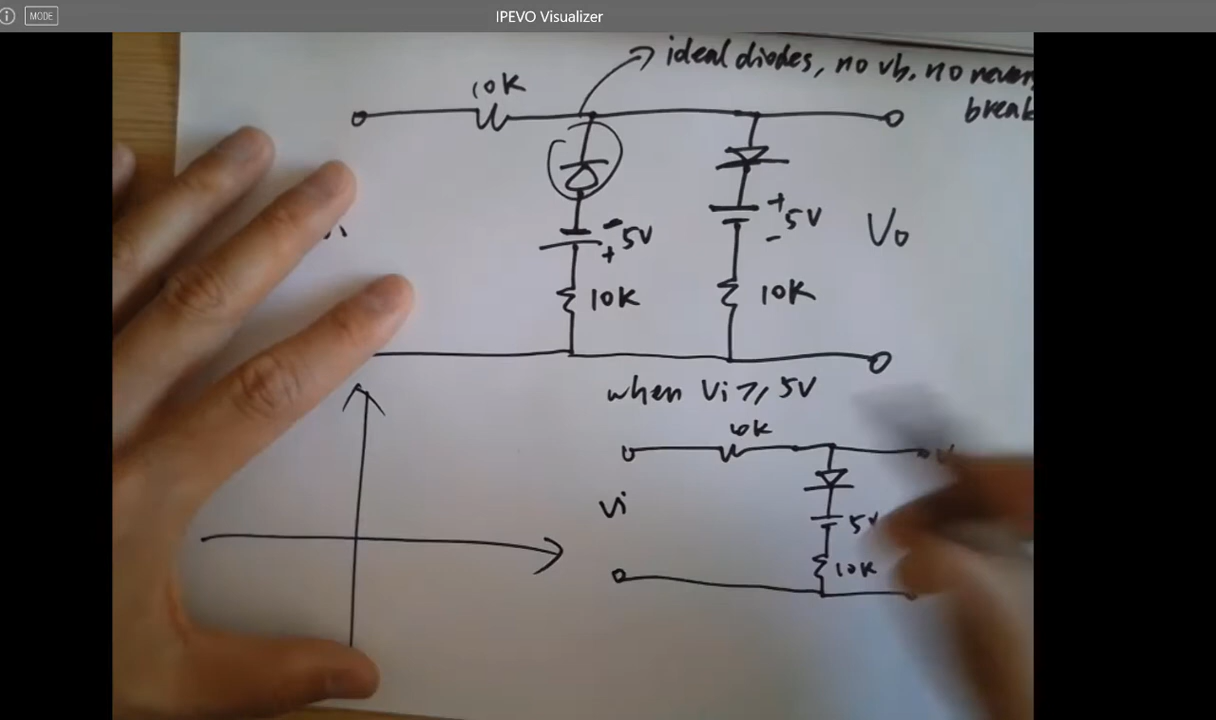 MODE
IPEVO Visualizer
ideal diodes, no vb, no
10K
break
+
- 5V
+
5V
-
Vo
10K
10K
when Vi ≥ 5V
10K
Vi
5V
10K